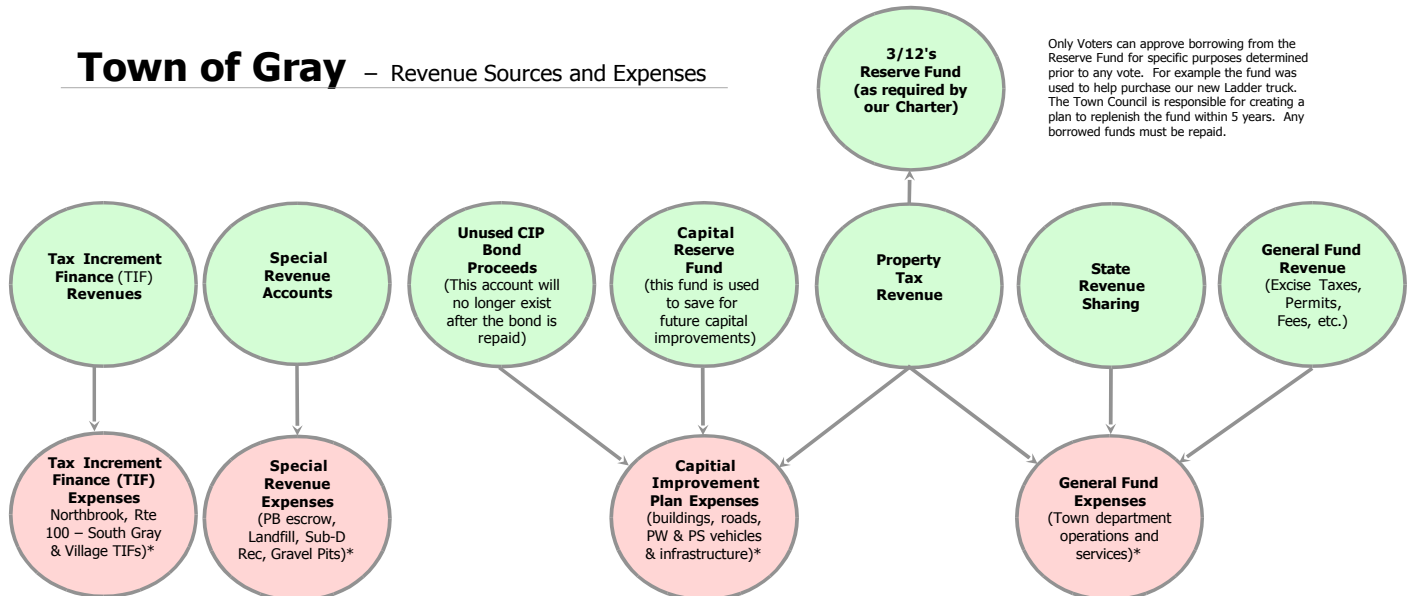 Town of Gray – Revenue Sources and Expenses
3/12's
Reserve Fund
(as required by
our Charter)
Only Voters can approve borrowing from the
Reserve Fund for specific purposes determined
prior to any vote. For example the fund was
used to help purchase our new Ladder truck.
The Town Council is responsible for creating a
plan to replenish the fund within 5 years. Any
borrowed funds must be repaid.
Tax Increment
Finance (TIF)
Revenues
Special
Revenue
Accounts
Unused CIP
Bond
Proceeds
(This account will
no longer exist
after the bond is
repaid)
Capital
Reserve
Fund
(this fund is used
to save for
future capital
improvements)
Property
Tax
Revenue
State
Revenue
Sharing
General Fund
Revenue
(Excise Taxes,
Permits,
Fees, etc.)
Tax Increment
Finance (TIF)
Expenses
Northbrook, Rte
100 – South Gray
& Village TIFs)*
Special
Revenue
Expenses
(PB escrow,
Landfill, Sub-D
Rec, Gravel Pits)*
Capitial
Improvement
Plan Expenses
(buildings, roads,
PW & PS vehicles
& infrastructure)*
General Fund
Expenses
(Town department
operations and
services)*